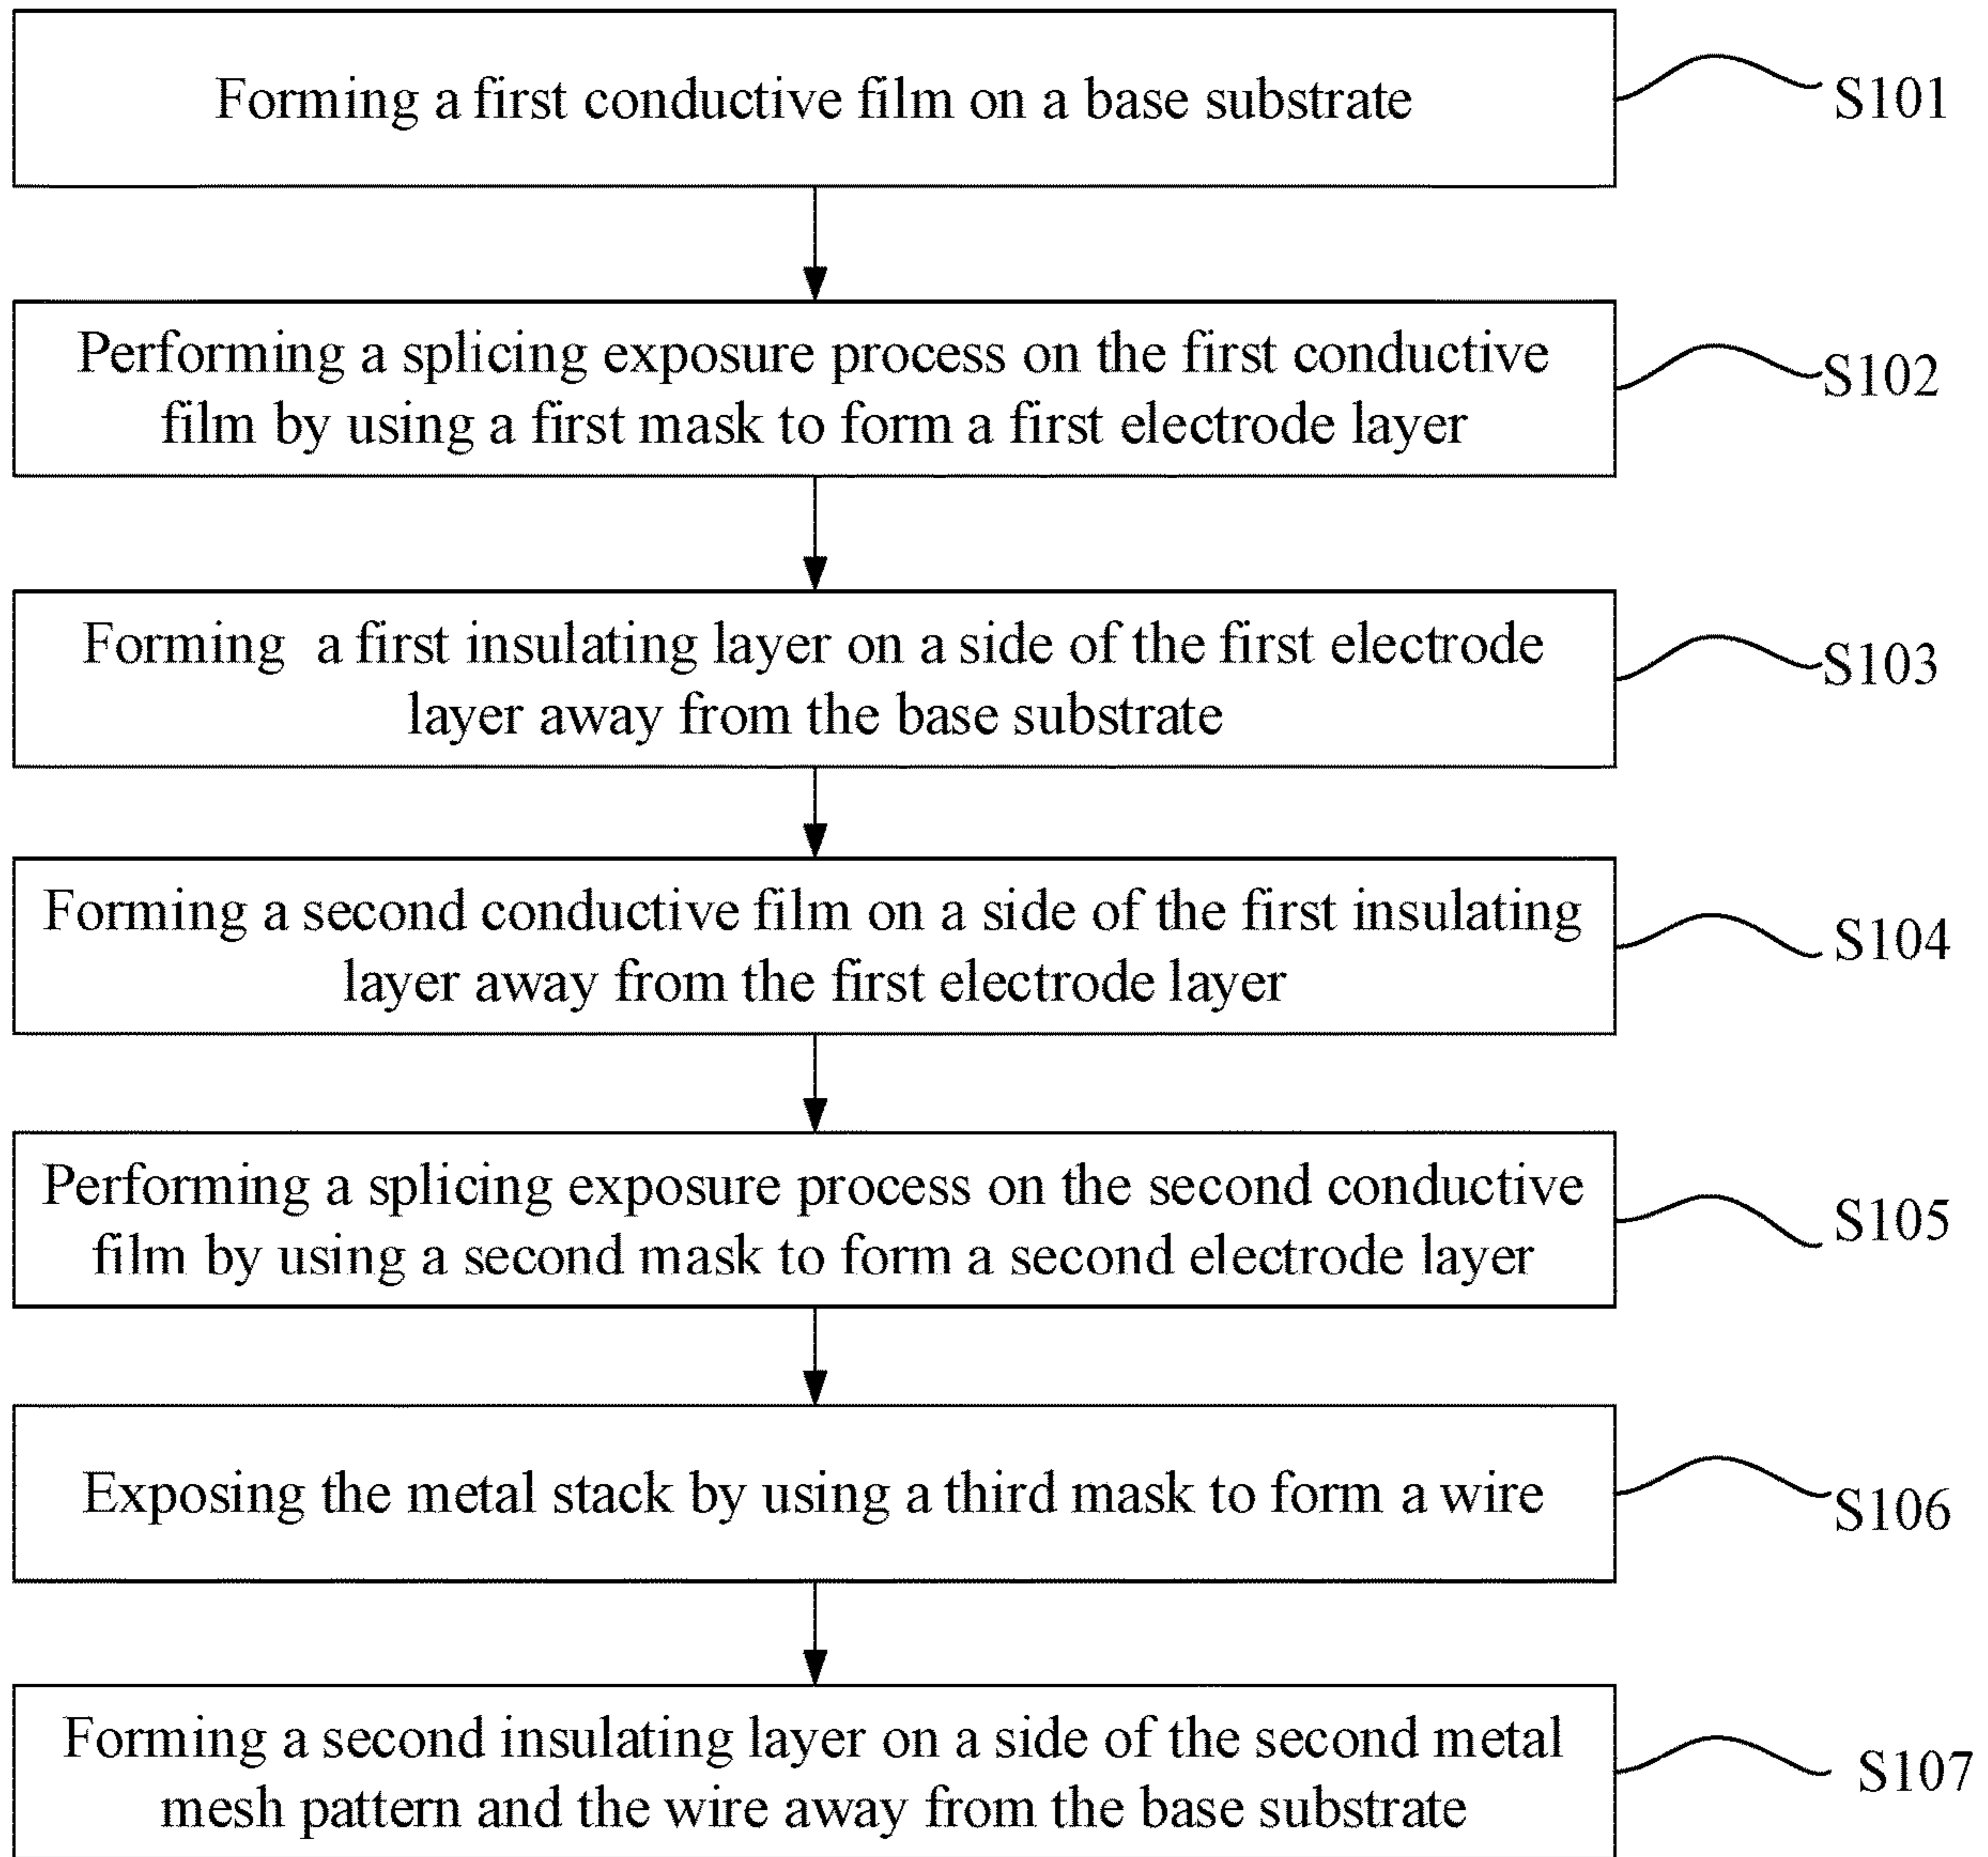 Forming a first conductive film on a base substrate
S101
Performing a splicing exposure process on the first conductive
film by using a first mask to form a first electrode layer
S102
Forming a first insulating layer on a side of the first electrode
layer away from the base substrate
S103
Forming a second conductive film on a side of the first insulating
layer away from the first electrode layer
S104
Performing a splicing exposure process on the second conductive
film by using a second mask to form a second electrode layer
S105
Exposing the metal stack by using a third mask to form a wire
S106
Forming a second insulating layer on a side of the second metal
mesh pattern and the wire away from the base substrate
S107